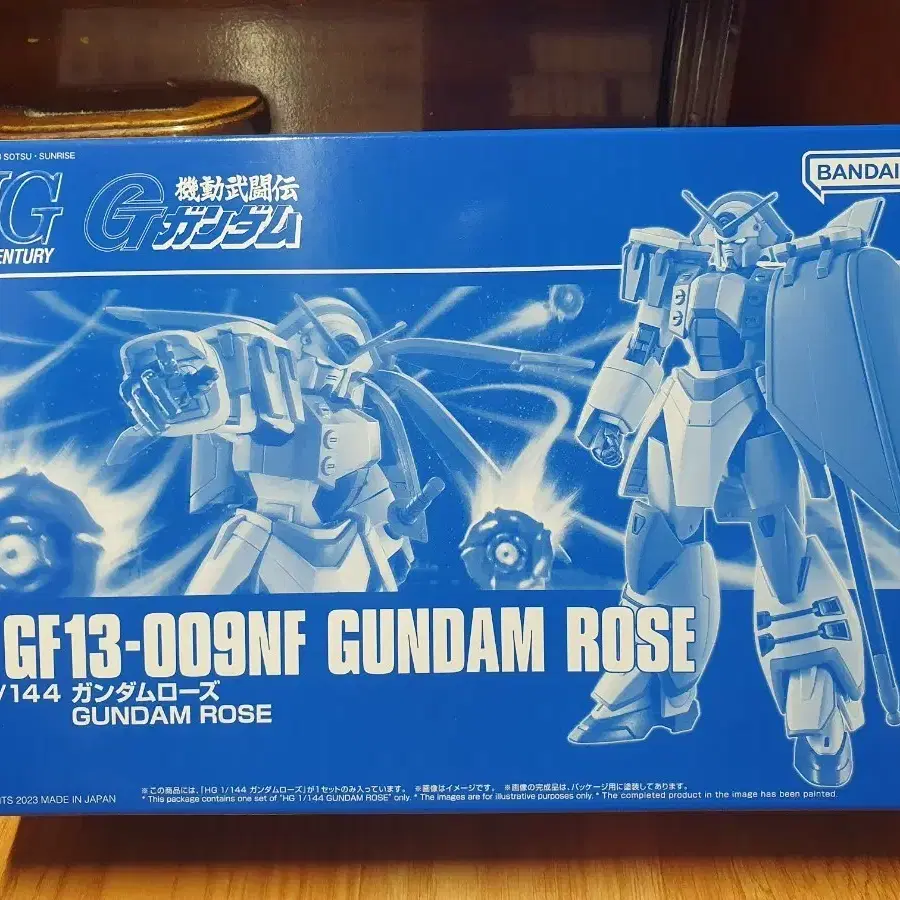 SOTSU・SUNRISE
HG
機動武闘伝
Gガンダム
BANDAI
CENTURY
GF13-009NF GUNDAM ROSE
1/144 ガンダムローズ
GUNDAM ROSE
※この商品には、「HG 1/144 ガンダムローズ」が1セットのみ入っています。 ※画像はイメージです。 ※画像の完成品は、パッケージ用に塗装してあります。
* This package contains one set of "HG 1/144 GUNDAM ROSE" only. * The images are for illustrative purposes only. * The completed product in the image has been painted.
2023 MADE IN JAPAN